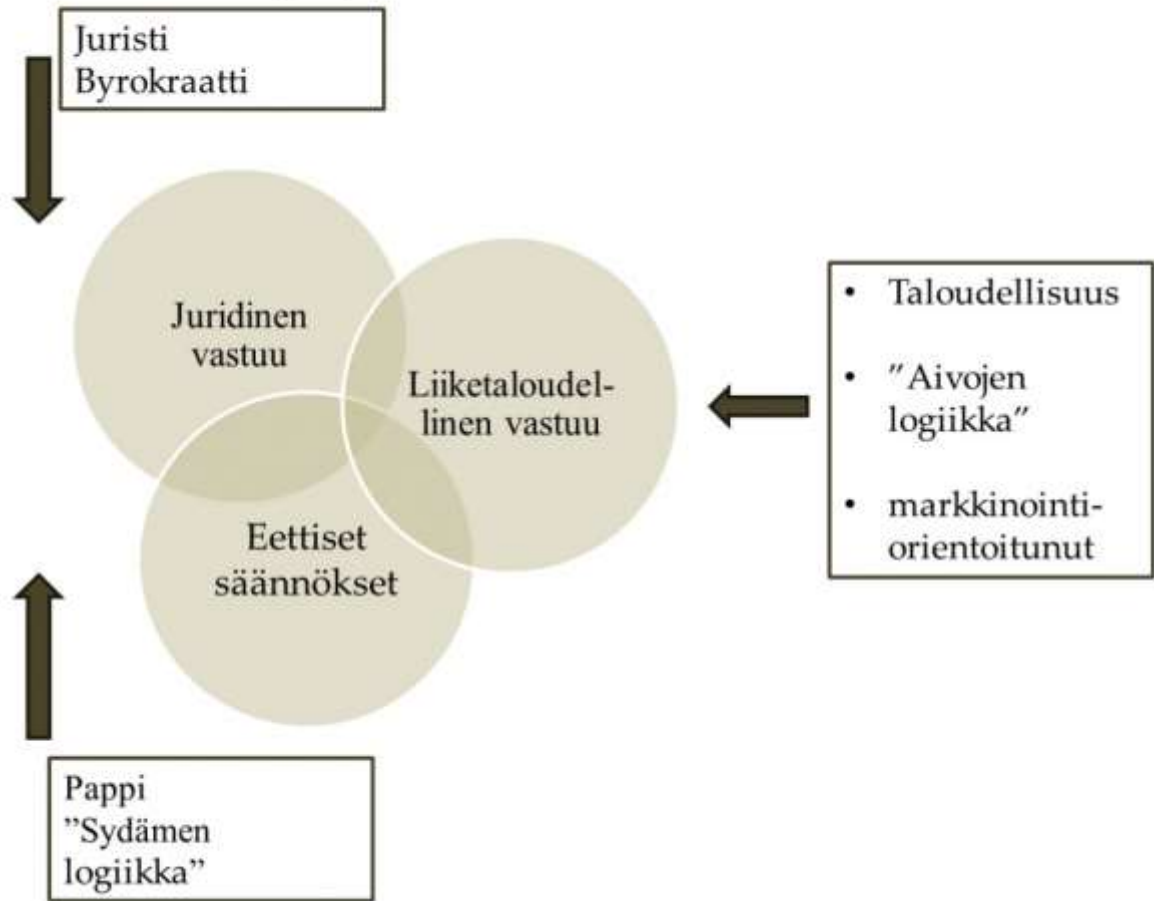 Juristi
Byrokraatti
Juridinen
vastuu
Liiketaloudel-
linen vastuu
Eettiset
säännökset
• Taloudellisuus
• ”Aivojen
logiikka”
• markkinointi-
orientoitunut
Pappi
”Sydämen
logiikka”